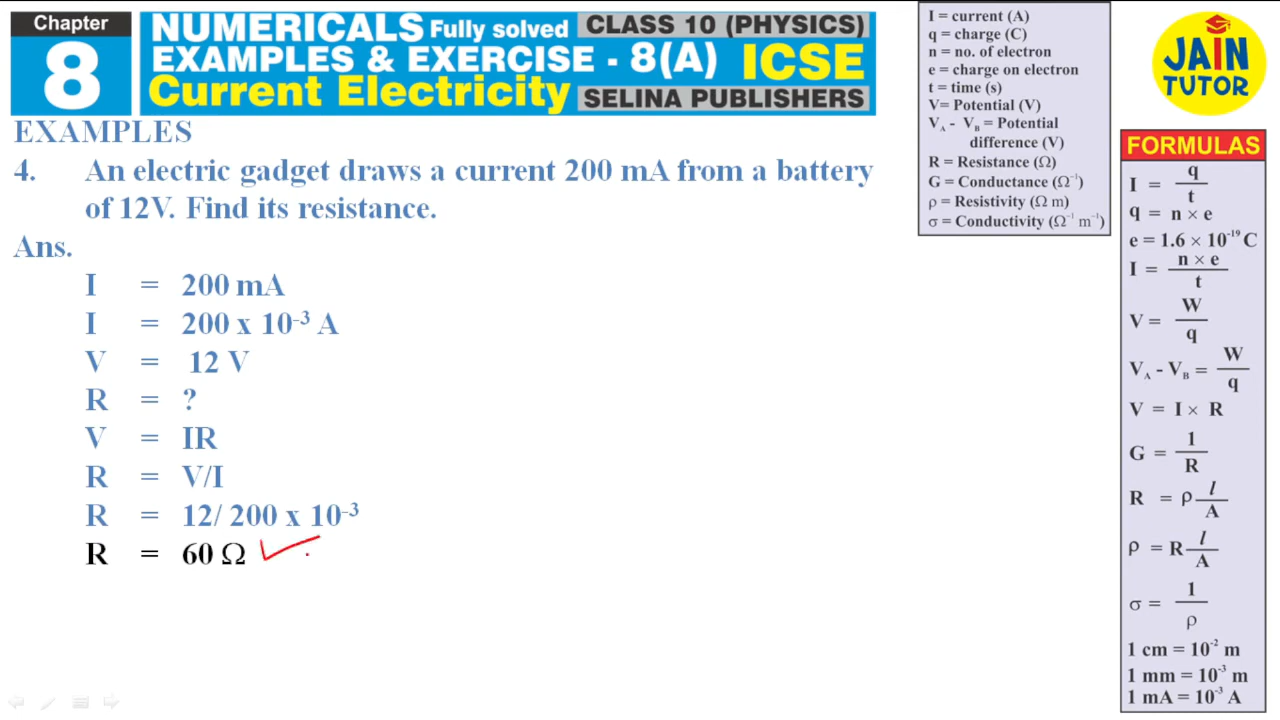 Chapter
8
NUMERICALS Fully solved CLASS 10 (PHYSICS)
EXAMPLES & EXERCISE - 8(A) ICSE
Current Electricity SELINA PUBLISHERS
EXAMPLES
4. An electric gadget draws a current 200 mA from a battery
of 12V. Find its resistance.
Ans.
I = 200 mA
I = 200 x 10⁻³ A
V = 12 V
R = ?
V = IR
R = V/I
R = 12/ 200 x 10⁻³
R = 60 Ω
I = current (A)
q = charge (C)
n = no. of electron
e = charge on electron
t = time (s)
V= Potential (V)
V_A - V_B = Potential
difference (V)
R = Resistance (Ω)
G = Conductance (Ω⁻¹)
ρ = Resistivity (Ω m)
σ = Conductivity (Ω⁻¹ m⁻¹)
JAIN
TUTOR
FORMULAS
I = q/t
q = n × e
e = 1.6 × 10⁻¹⁹ C
I = n × e/t
V = W/q
V_A - V_B = W/q
V = I × R
G = 1/R
R = ρ l/A
ρ = R l/A
σ = 1/ρ
1 cm = 10⁻² m
1 mm = 10⁻³ m
1 mA = 10⁻³ A